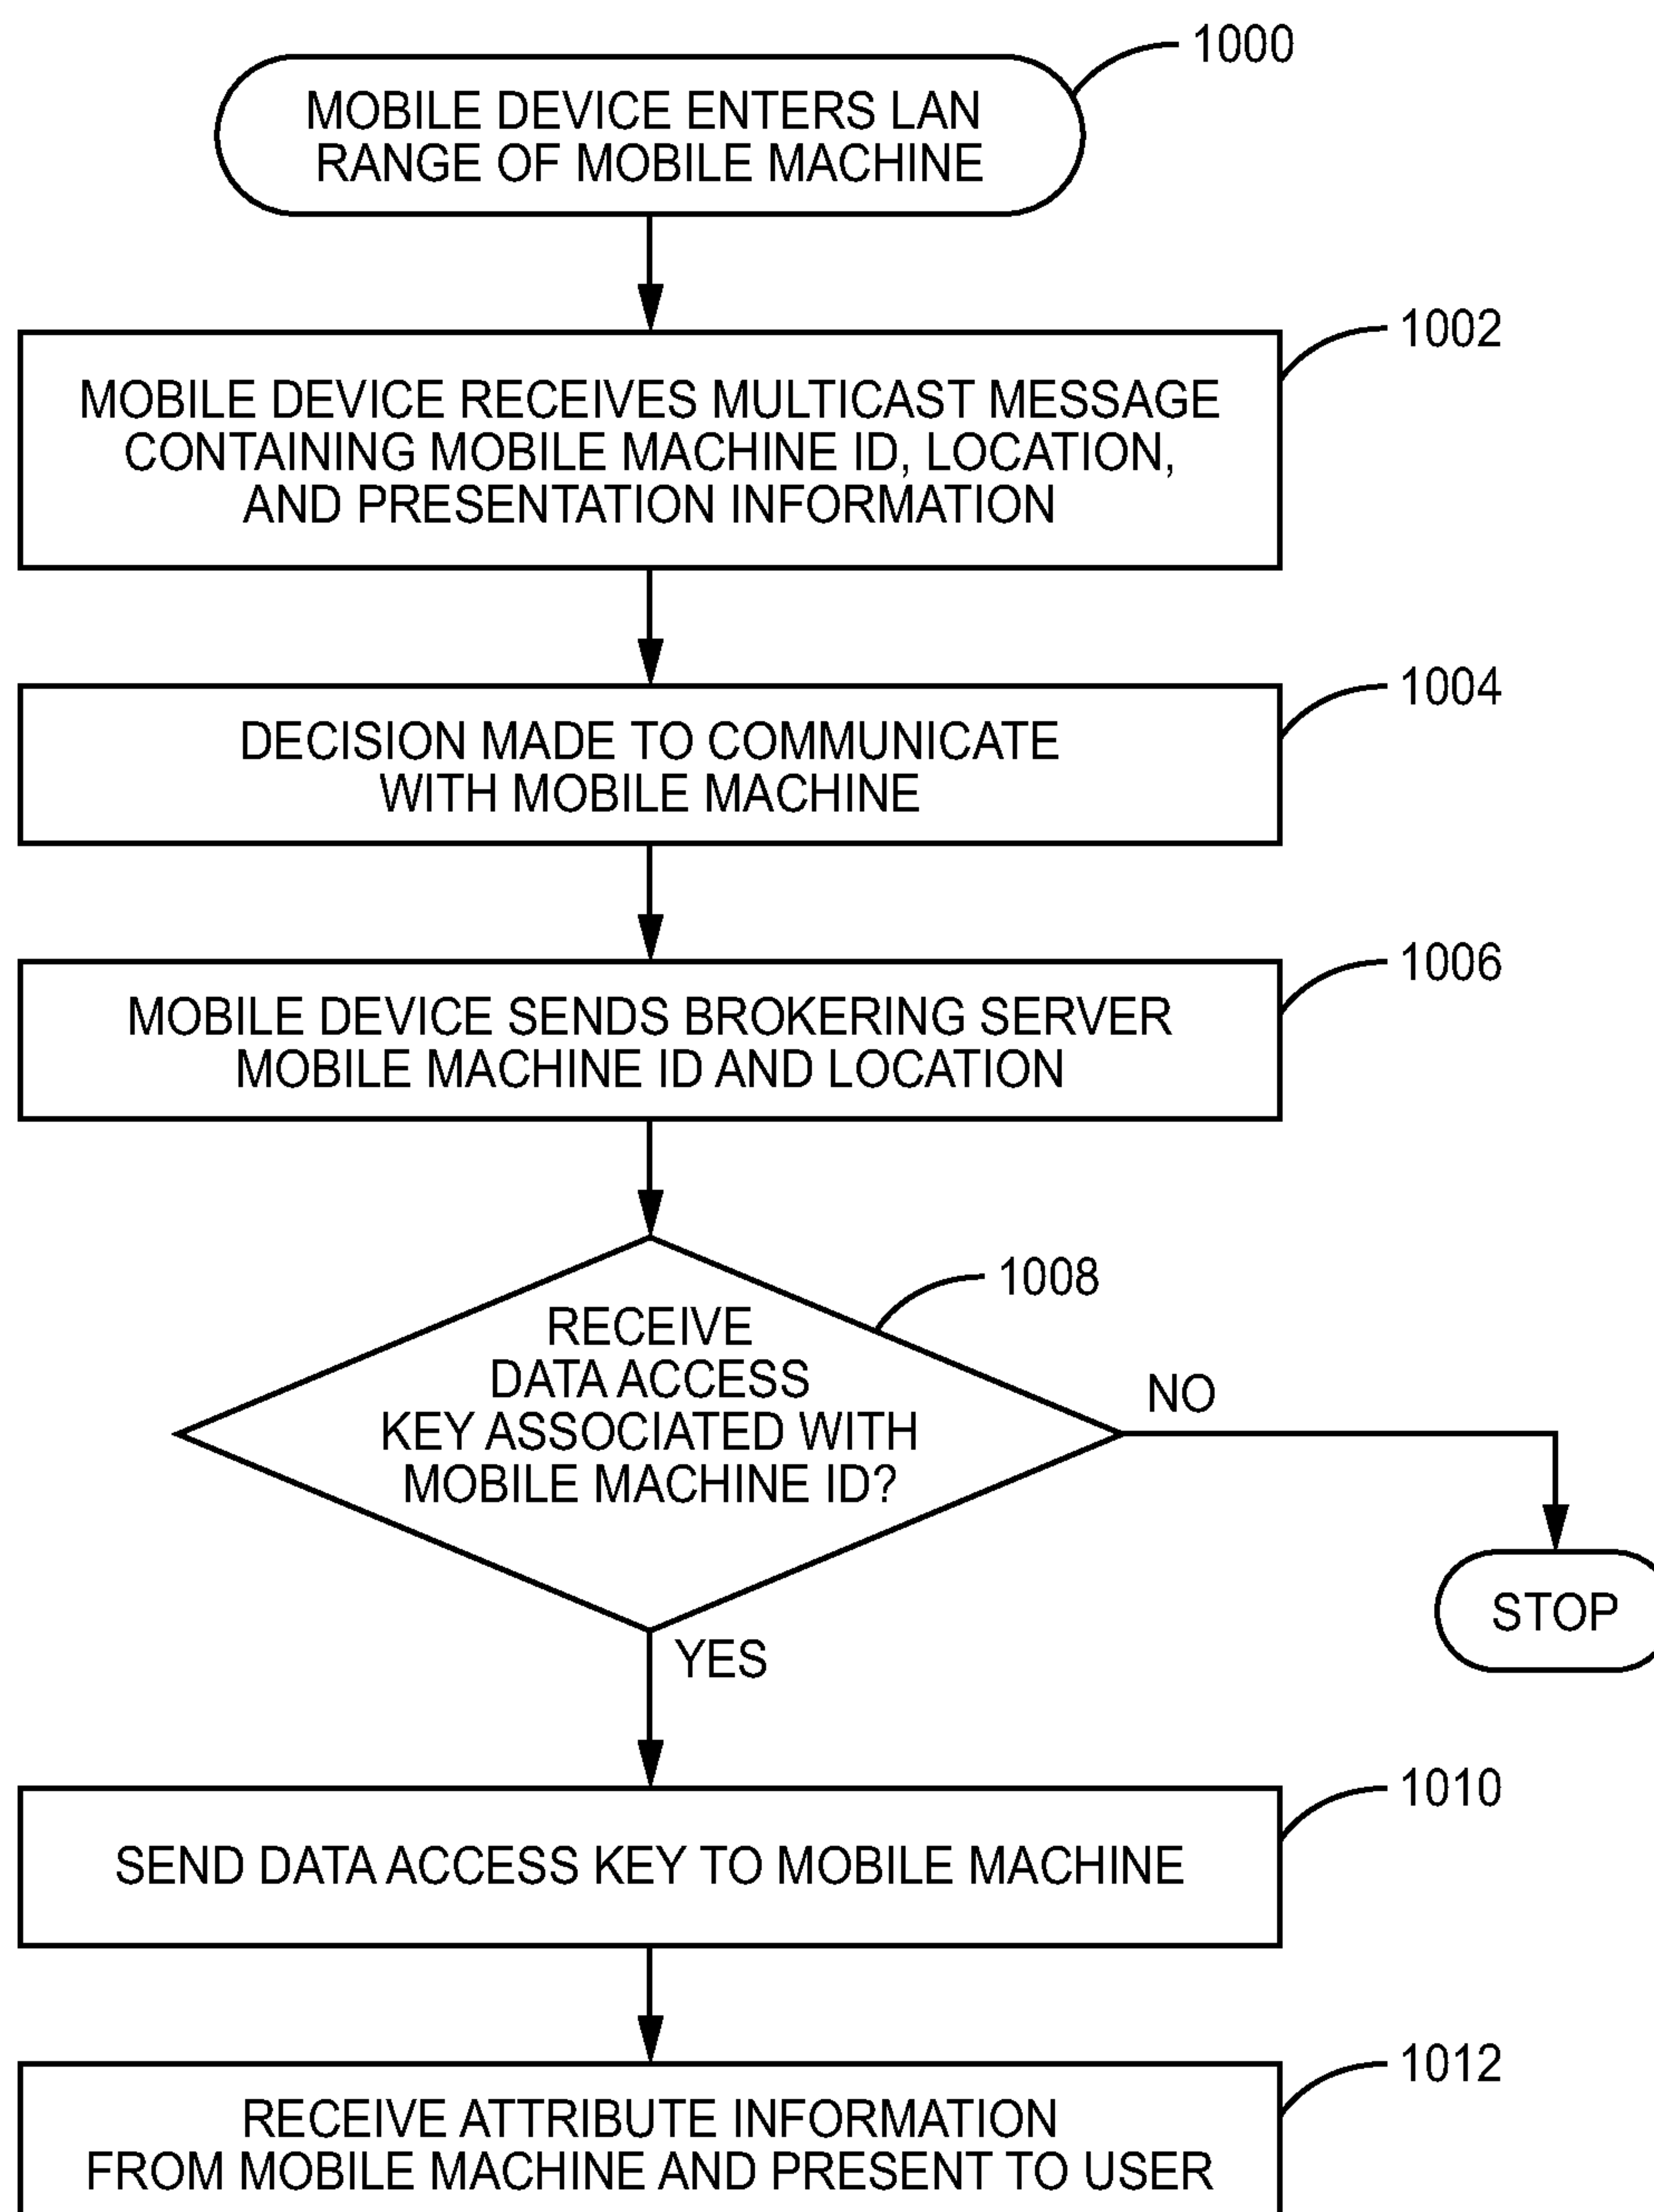 1000
MOBILE DEVICE ENTERS LAN
RANGE OF MOBILE MACHINE
1002
MOBILE DEVICE RECEIVES MULTICAST MESSAGE
CONTAINING MOBILE MACHINE ID, LOCATION,
AND PRESENTATION INFORMATION
1004
DECISION MADE TO COMMUNICATE
WITH MOBILE MACHINE
1006
MOBILE DEVICE SENDS BROKERING SERVER
MOBILE MACHINE ID AND LOCATION
1008
RECEIVE
DATA ACCESS
KEY ASSOCIATED WITH
MOBILE MACHINE ID?
NO
STOP
YES
1010
SEND DATA ACCESS KEY TO MOBILE MACHINE
1012
RECEIVE ATTRIBUTE INFORMATION
FROM MOBILE MACHINE AND PRESENT TO USER